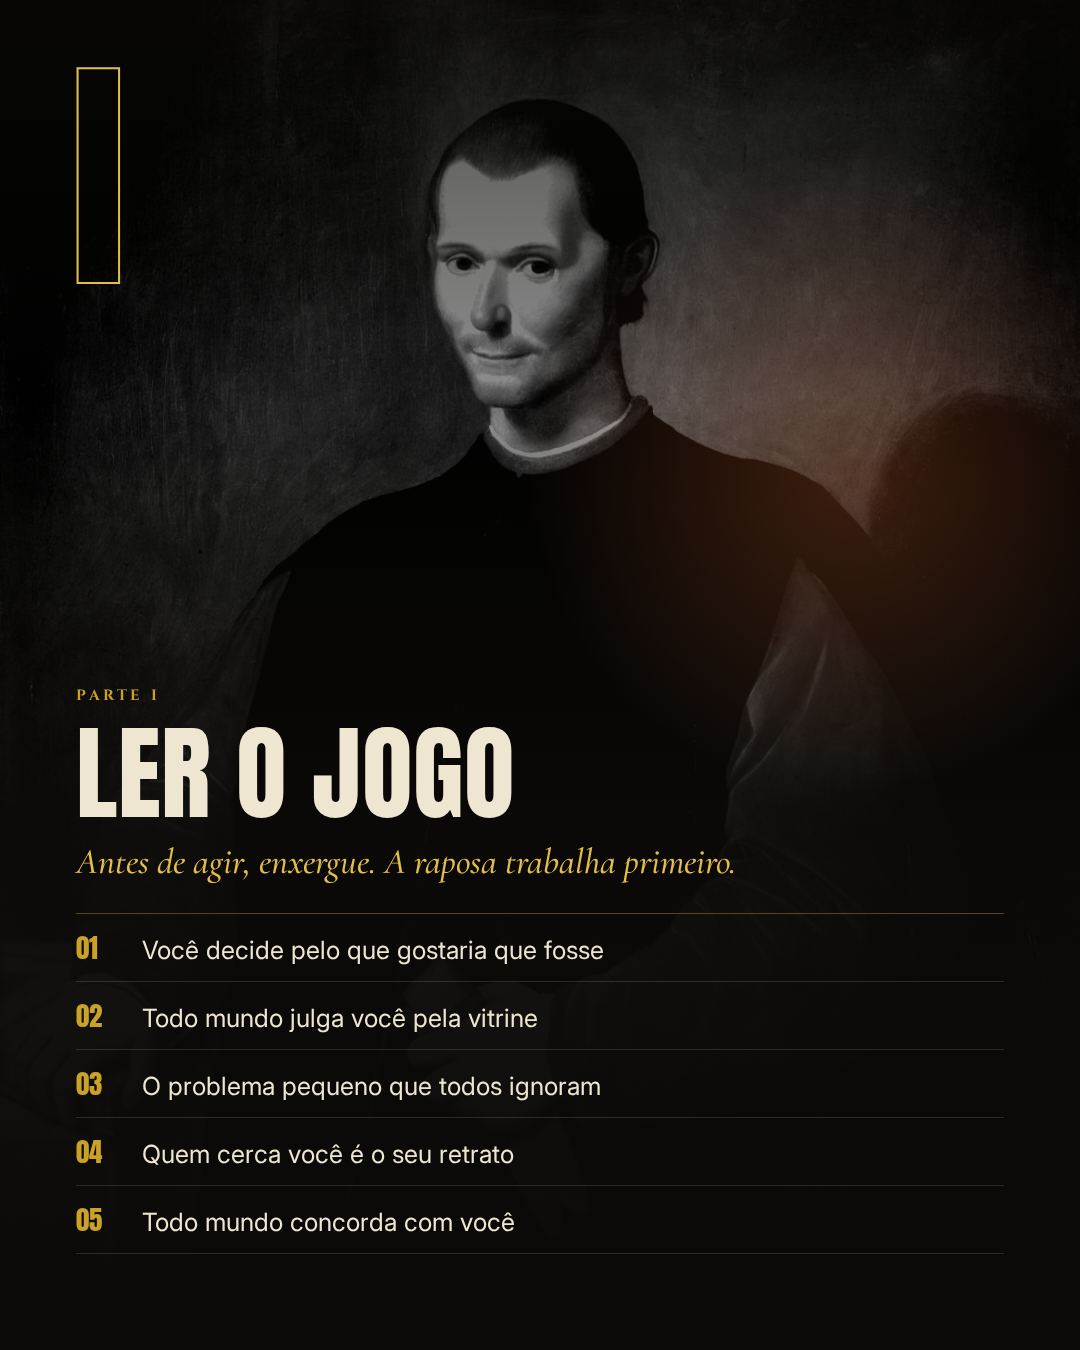 I
PARTE I
LER O JOGO
Antes de agir, enxergue. A raposa trabalha primeiro.
01 Você decide pelo que gostaria que fosse
02 Todo mundo julga você pela vitrine
03 O problema pequeno que todos ignoram
04 Quem cerca você é o seu retrato
05 Todo mundo concorda com você